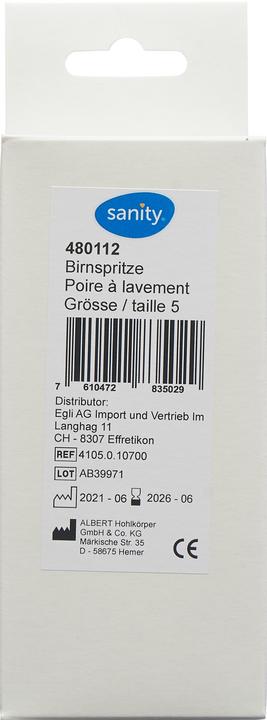 sanity
480112
Birnspritze
Poire à lavement
Grösse / taille 5
7 610472 835029
Distributor:
Egli AG Import und Vertrieb Im
Langhag 11
CH - 8307 Effretikon
REF 4105.0.10700
LOT AB39971
2021 - 06 2026 - 06
ALBERT Hohlkörper
GmbH & Co. KG
Märkische Str. 35
D - 58675 Hemer
CE